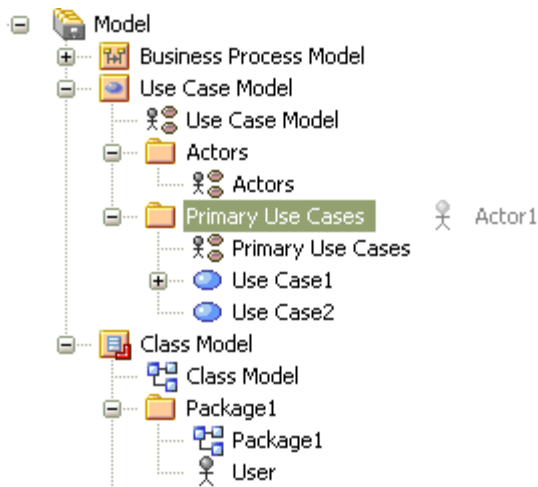 Model
Business Process Model
Use Case Model
Use Case Model
Actors
Actors
Primary Use Cases Actor1
Primary Use Cases
Use Case1
Use Case2
Class Model
Class Model
Package1
Package1
User